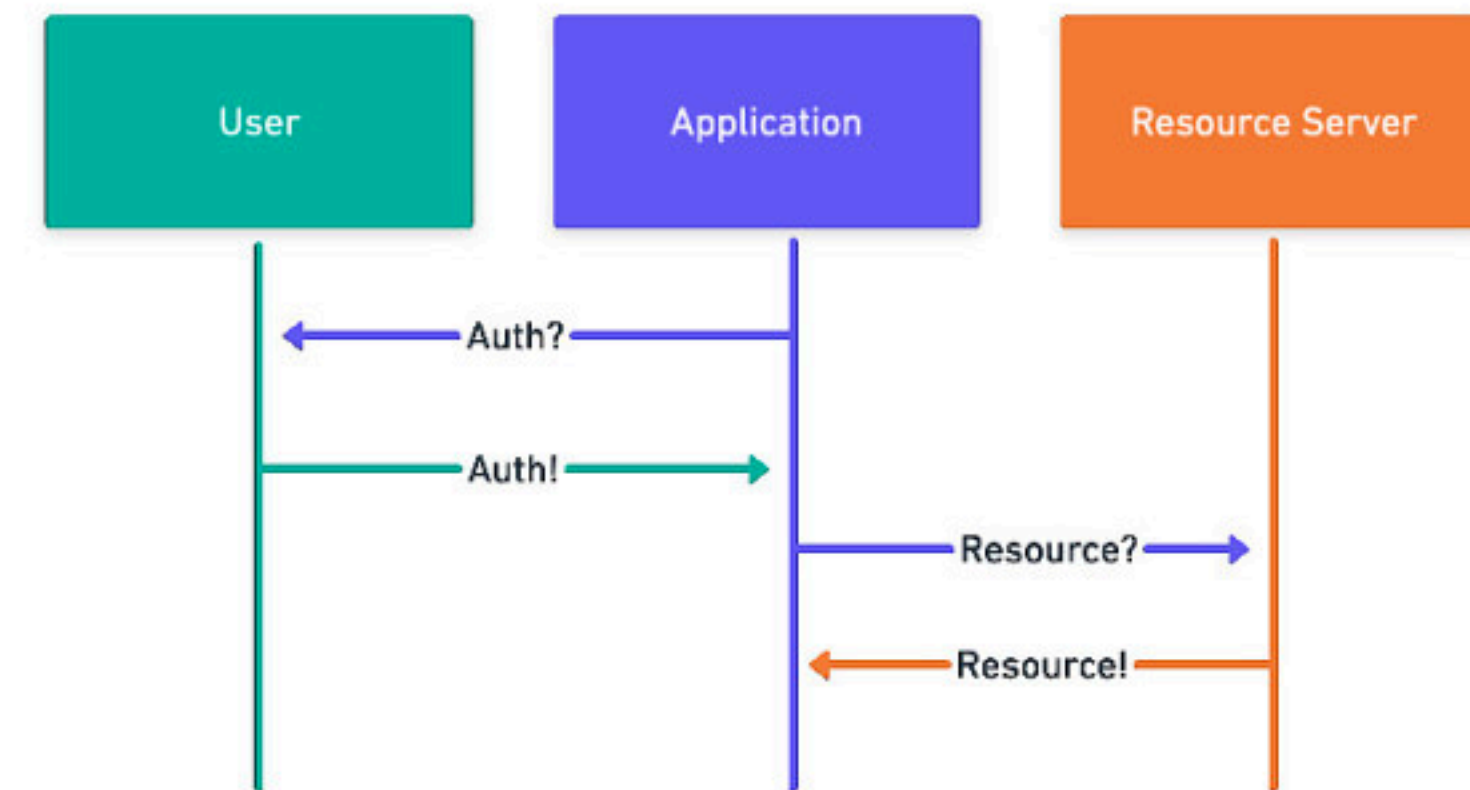 User
Application
Resource Server
Auth?
Auth!
Resource?
Resource!